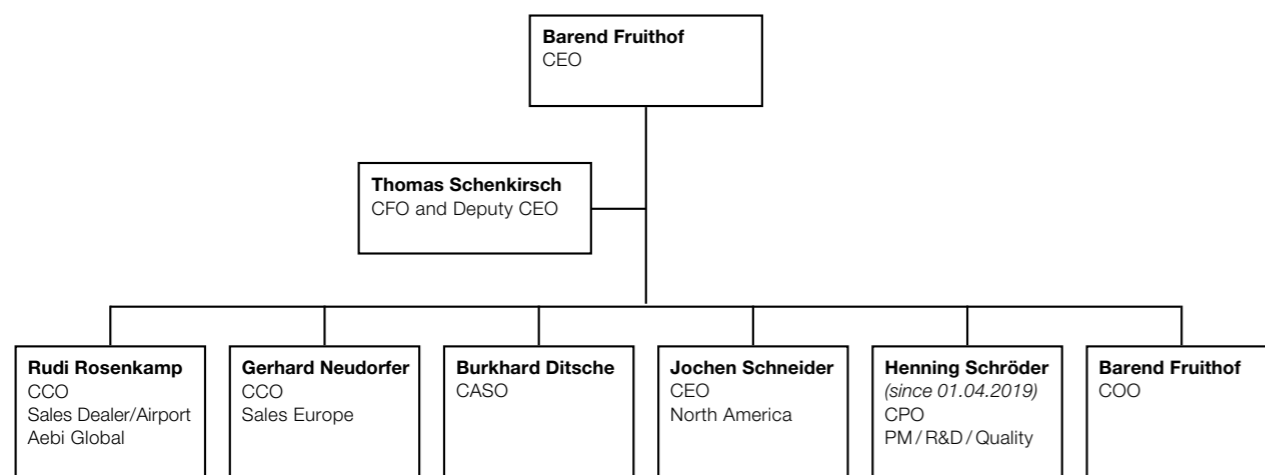 Barend Fruithof
CEO
Thomas Schenkirsch
CFO and Deputy CEO
Rudi Rosenkamp
CCO
Sales Dealer/Airport
Aebi Global
Gerhard Neudorfer
CCO
Sales Europe
Burkhard Ditsche
CASO
Jochen Schneider
CEO
North America
Henning Schröder
(since 01.04.2019)
CPO
PM / R&D / Quality
Barend Fruithof
COO